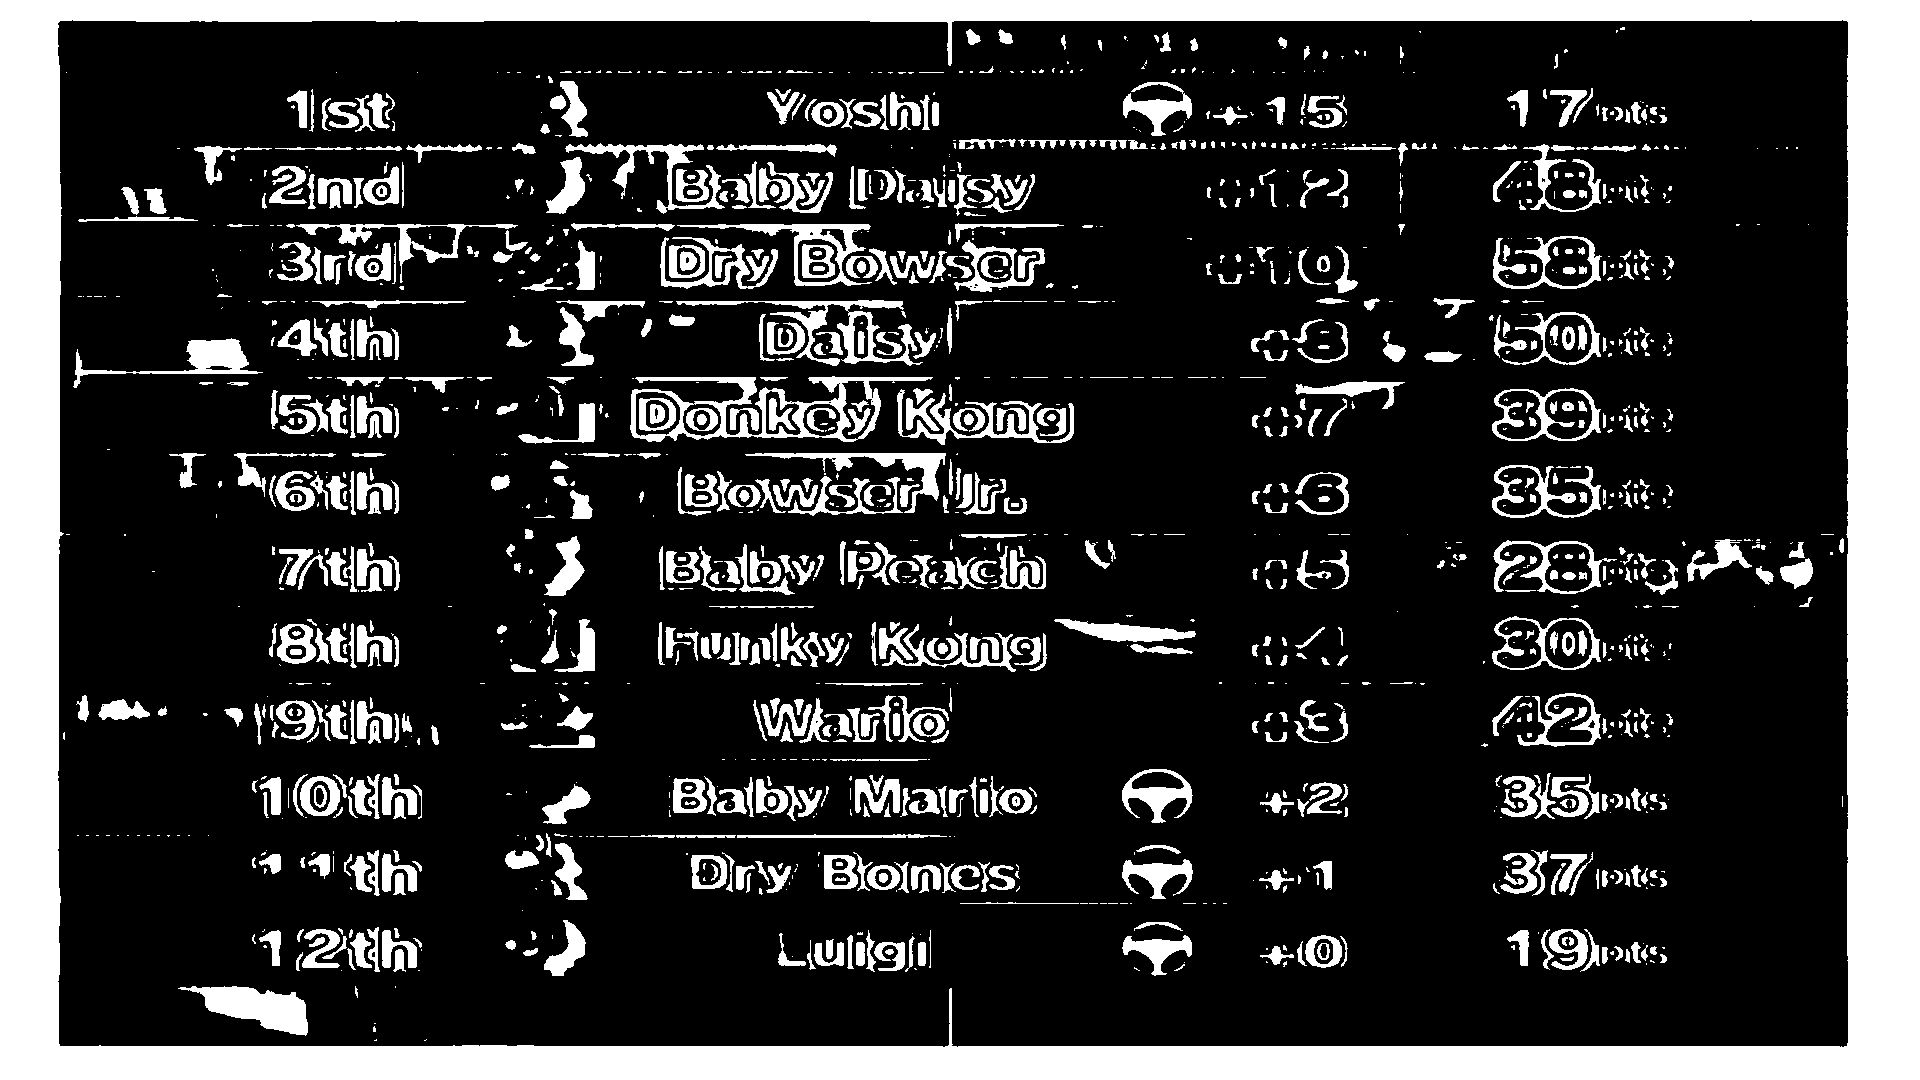 1st Yoshi +15 17pts
2nd Baby Daisy +12 48pts
3rd Dry Bowser +10 58pts
4th Daisy +8 50pts
5th Donkey Kong +7 39pts
6th Bowser Jr. +6 35pts
7th Baby Peach +5 28pts
8th Funky Kong +4 30pts
9th Wario +3 42pts
10th Baby Mario +2 35pts
11th Dry Bones +1 37pts
12th Luigi +0 19pts